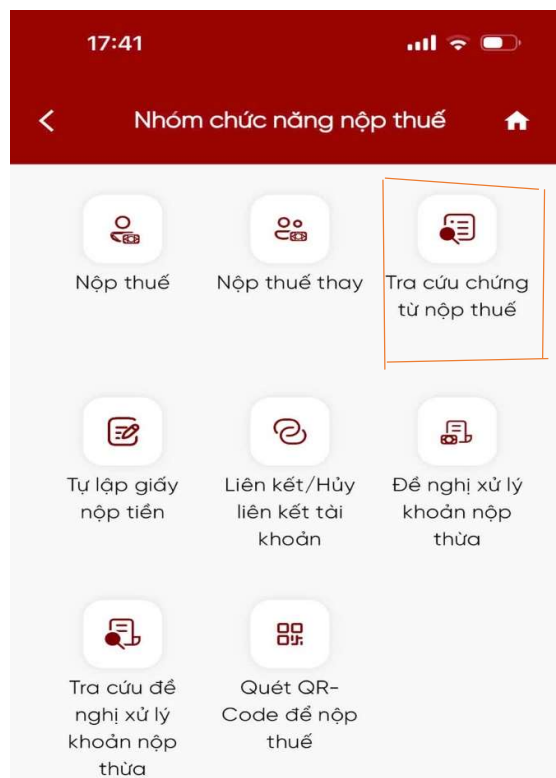 17:41
Nhóm chức năng nộp thuế
Nộp thuế
Nộp thuế thay
Tra cứu chứng
từ nộp thuế
Tự lập giấy
nộp tiền
Liên kết/Hủy
liên kết tài
khoản
Đề nghị xử lý
khoản nộp
thừa
Tra cứu đề
nghị xử lý
khoản nộp
thừa
Quét QR-
Code để nộp
thuế